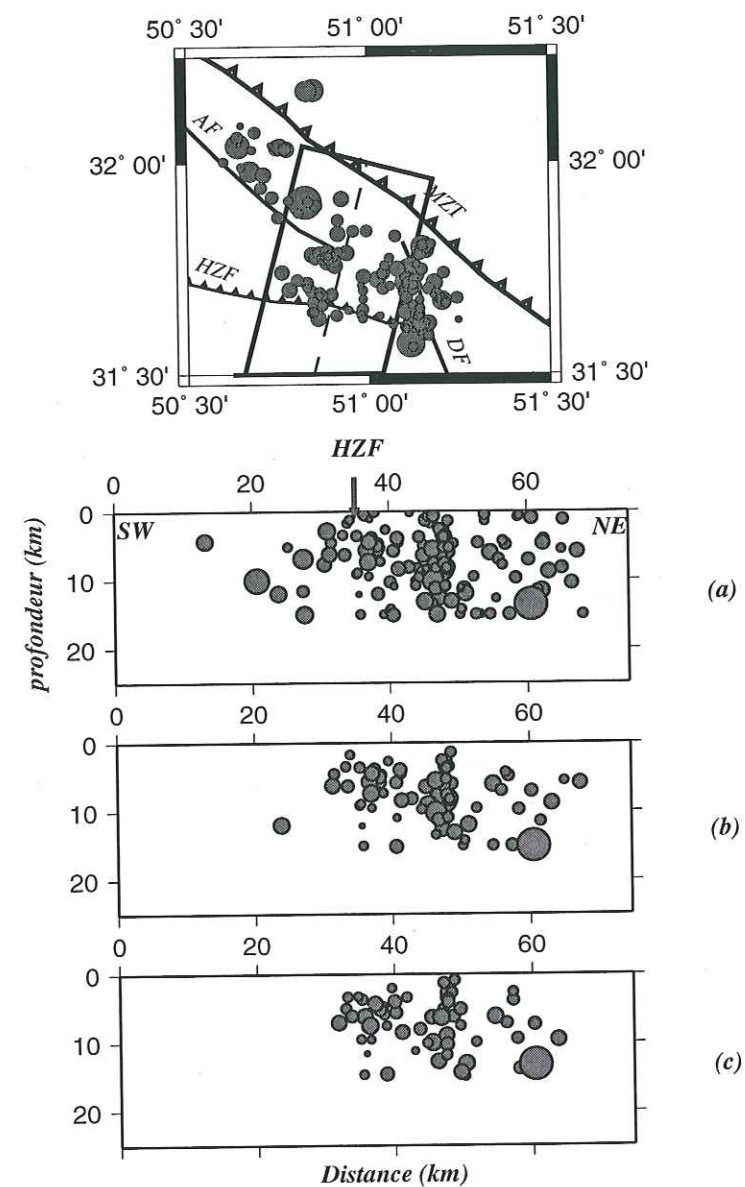 50° 30' 51° 00' 51° 30'
AF
32° 00' 32° 00'
MZT
HZF
DF
31° 30' 31° 30'
50° 30' 51° 00' 51° 30'
HZF
0 20 40 60
0 SW NE
10 (a)
20
profondeur (km)
0 20 40 60
0
10 (b)
20
0 20 40 60
0
10 (c)
20
Distance (km)